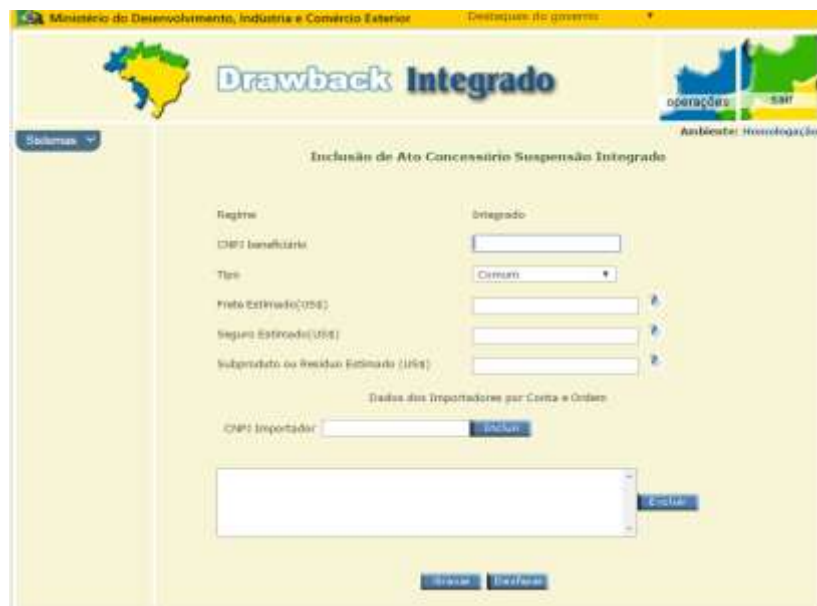 Ministério do Desenvolvimento, Indústria e Comércio Exterior
Destaques do governo
Drawback Integrado
operações
sair
Ambiente: Homologação
Sistemas
Inclusão de Ato Concessório Suspensão Integrado
Regime
Integrado
CNPJ beneficiário
Tipo
Comum
Frete Estimado(US$)
Seguro Estimado(US$)
Subproduto ou Resíduo Estimado (US$)
Dados dos Importadores por Conta e Ordem
CNPJ Importador
Incluir
Excluir
Gravar
Desfazer